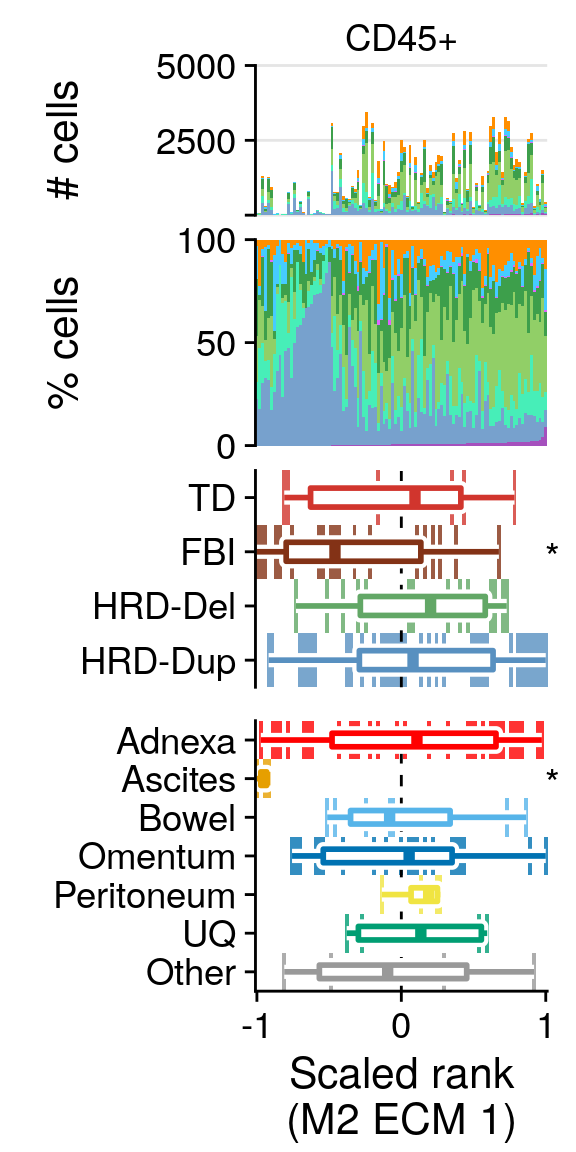 CD45+
# cells
5000
2500
% cells
100
50
0
TD
FBI *
HRD-Del
HRD-Dup
Adnexa
Ascites *
Bowel
Omentum
Peritoneum
UQ
Other
-1 0 1
Scaled rank
(M2 ECM 1)